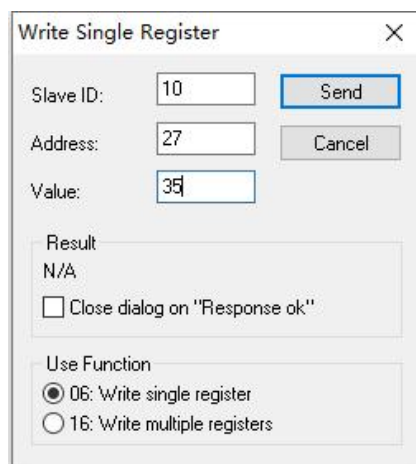 Write Single Register
Slave ID: 10 Send
Address: 27 Cancel
Value: 35
Result
N/A
Close dialog on "Response ok"
Use Function
06: Write single register
16: Write multiple registers